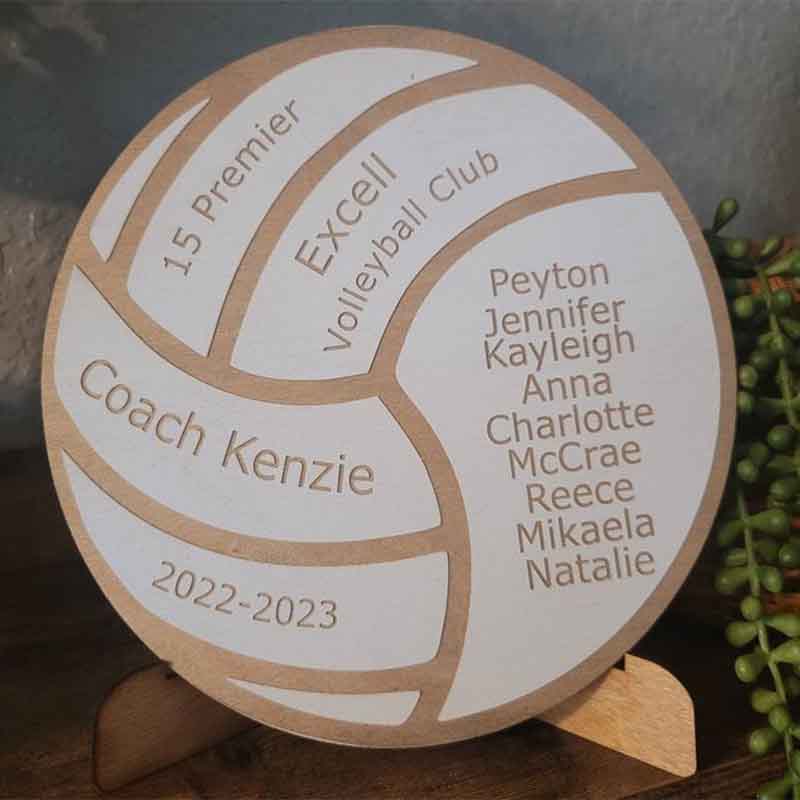 15 Premier
Excell
Volleyball Club
Coach Kenzie
2022-2023
Peyton
Jennifer
Kayleigh
Anna
Charlotte
McCrae
Reece
Mikaela
Natalie